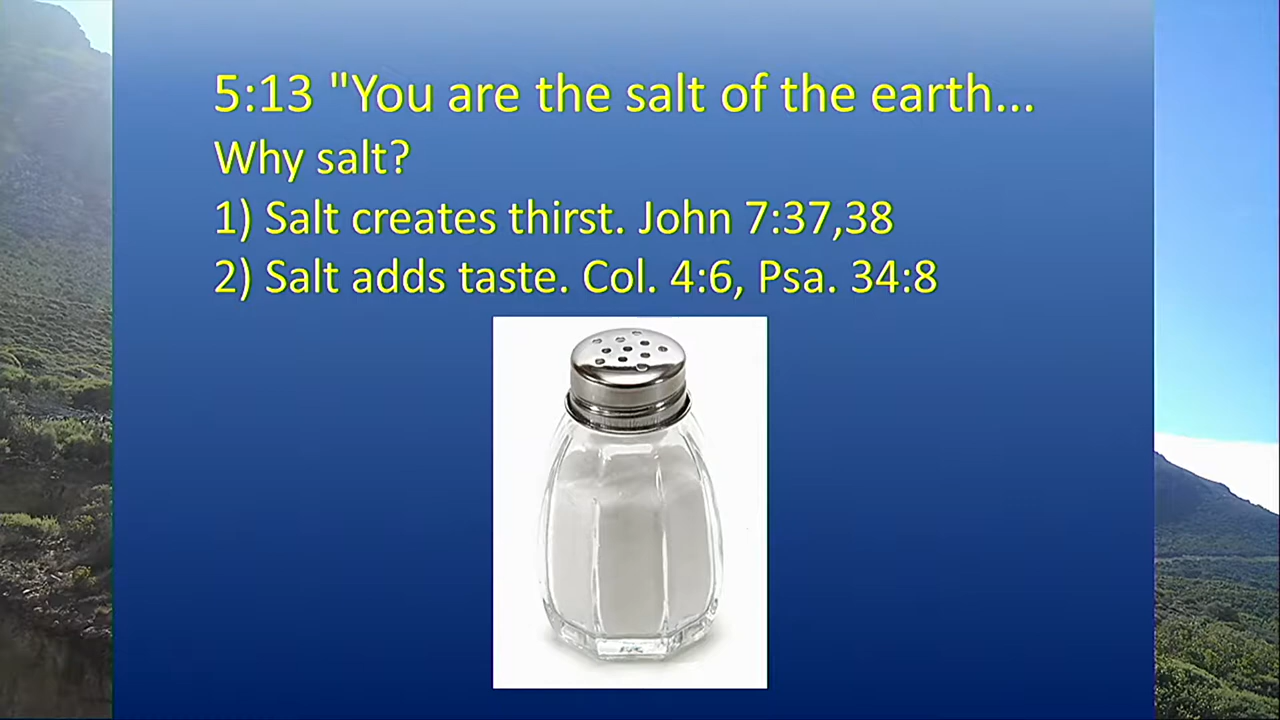 5:13 "You are the salt of the earth...
Why salt?
1) Salt creates thirst. John 7:37,38
2) Salt adds taste. Col. 4:6, Psa. 34:8